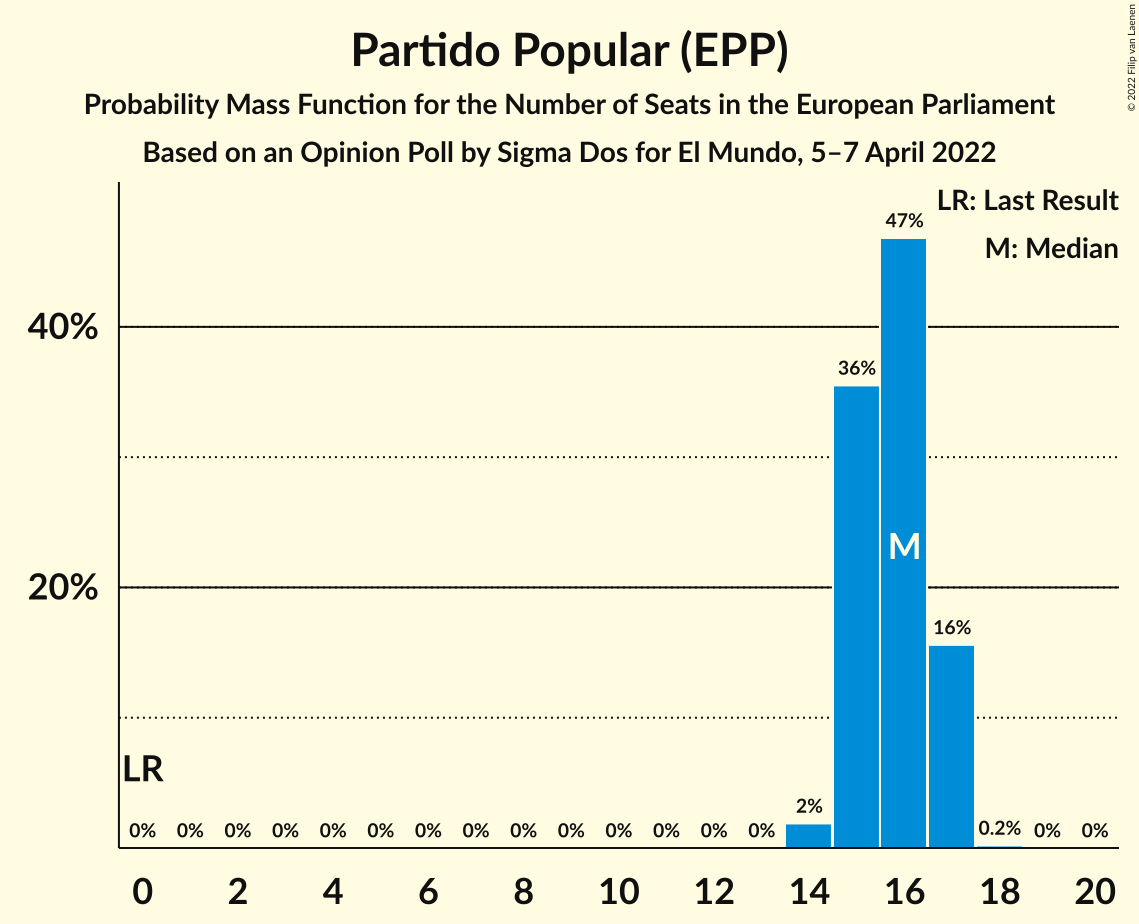 Partido Popular (EPP)
Probability Mass Function for the Number of Seats in the European Parliament
Based on an Opinion Poll by Sigma Dos for El Mundo, 5–7 April 2022
© 2022 Filip van Laenen
LR: Last Result
M: Median
47%
40%
36%
M
20%
16%
LR
2%
0% 0% 0% 0% 0% 0% 0% 0% 0% 0% 0% 0% 0% 0% 0.2% 0% 0%
0 2 4 6 8 10 12 14 16 18 20